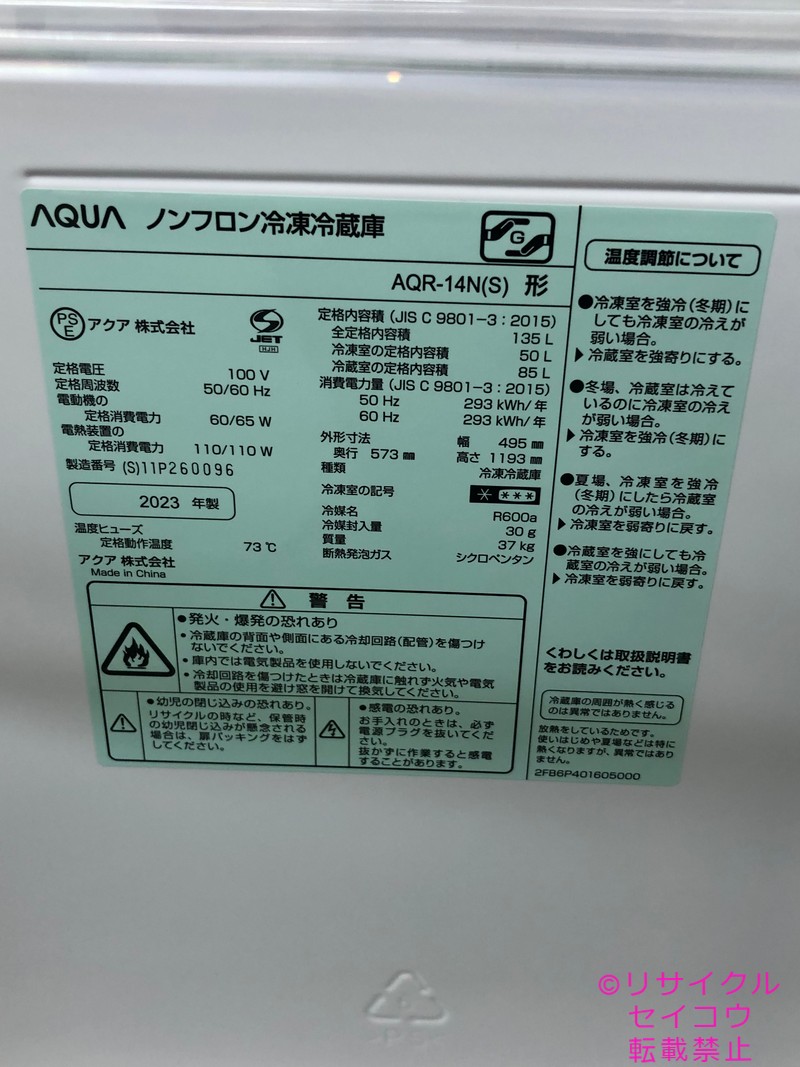 AQUA ノンフロン冷凍冷蔵庫
G
AQR-14N(S) 形
PS
E
アクア 株式会社
JET
HJH
定格電圧 100 V
定格周波数 50/60 Hz
電動機の
定格消費電力 60/65 W
電熱装置の
定格消費電力 110/110 W
製造番号 (S)11P260096
2023 年製
温度ヒューズ
定格動作温度 73 ℃
アクア 株式会社
Made in China
定格内容積 (JIS C 9801-3：2015)
全定格内容積 135 L
冷凍室の定格内容積 50 L
冷蔵室の定格内容積 85 L
消費電力量 (JIS C 9801-3：2015)
50 Hz 293 kWh/年
60 Hz 293 kWh/年
外形寸法 幅 495 ㎜
奥行 573 ㎜ 高さ 1193 ㎜
種類 冷凍冷蔵庫
冷凍室の記号
冷媒名 R600a
冷媒封入量 30 g
質量 37 kg
断熱発泡ガス シクロペンタン
警 告
●発火・爆発の恐れあり
・冷蔵庫の背面や側面にある冷却回路(配管)を傷つけ
ないでください。
・庫内では電気製品を使用しないでください。
・冷却回路を傷つけたときは冷蔵庫に触れず火気や電気
製品の使用を避け窓を開けて換気してください。
●幼児の閉じ込みの恐れあり。
リサイクルの時など、保管時
の幼児閉じ込みが懸念される
場合は、扉パッキングをはず
してください。
●感電の恐れあり。
お手入れのときは、必ず
電源プラグを抜いてくだ
さい。
抜かずに作業すると感電
することがあります。
温度調節について
●冷凍室を強冷(冬期)に
しても冷凍室の冷えが
弱い場合。
▶冷蔵室を強寄りにする。
●冬場、冷蔵室は冷えて
いるのに冷凍室の冷え
が弱い場合。
▶冷凍室を強冷(冬期)に
する。
●夏場、冷凍室を強冷
(冬期)にしたら冷蔵室
の冷えが弱い場合。
▶冷凍室を弱寄りに戻す。
●冷蔵室を強にしても冷
蔵室の冷えが弱い場合。
▶冷凍室を弱寄りに戻す。
くわしくは取扱説明書
をお読みください。
冷蔵庫の周囲が熱く感じる
のは異常ではありません。
放熱をしているためです。
使いはじめや夏場などは特に
熱くなりますが、異常ではあり
ません。
2FB6P401605000
©リサイクル
セイコウ
転載禁止